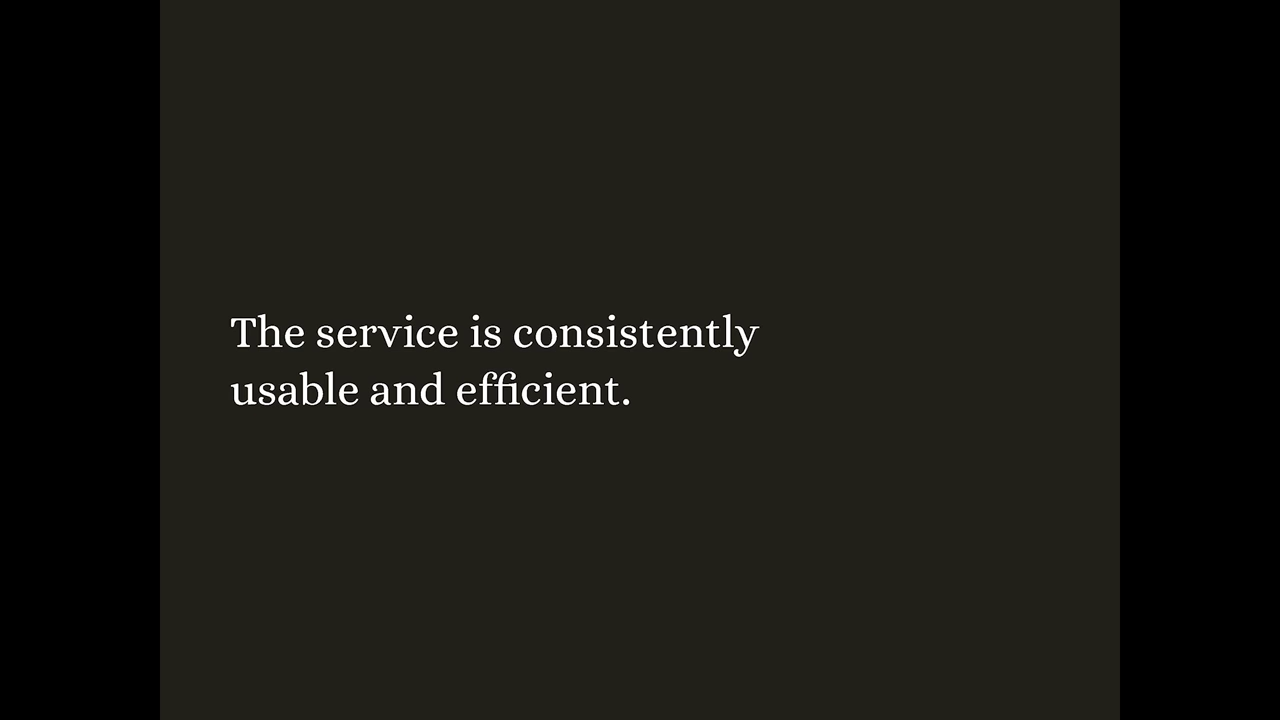 The service is consistently
usable and efficient.